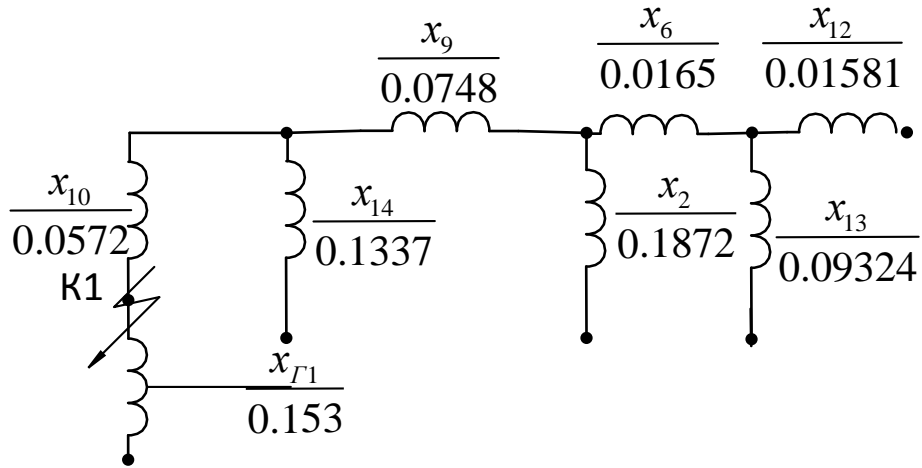 x₉
0.0748
x₆
0.0165
x₁₂
0.01581
x₁₀
0.0572
x₁₄
0.1337
x₂
0.1872
x₁₃
0.09324
К1
x_Г1
0.153